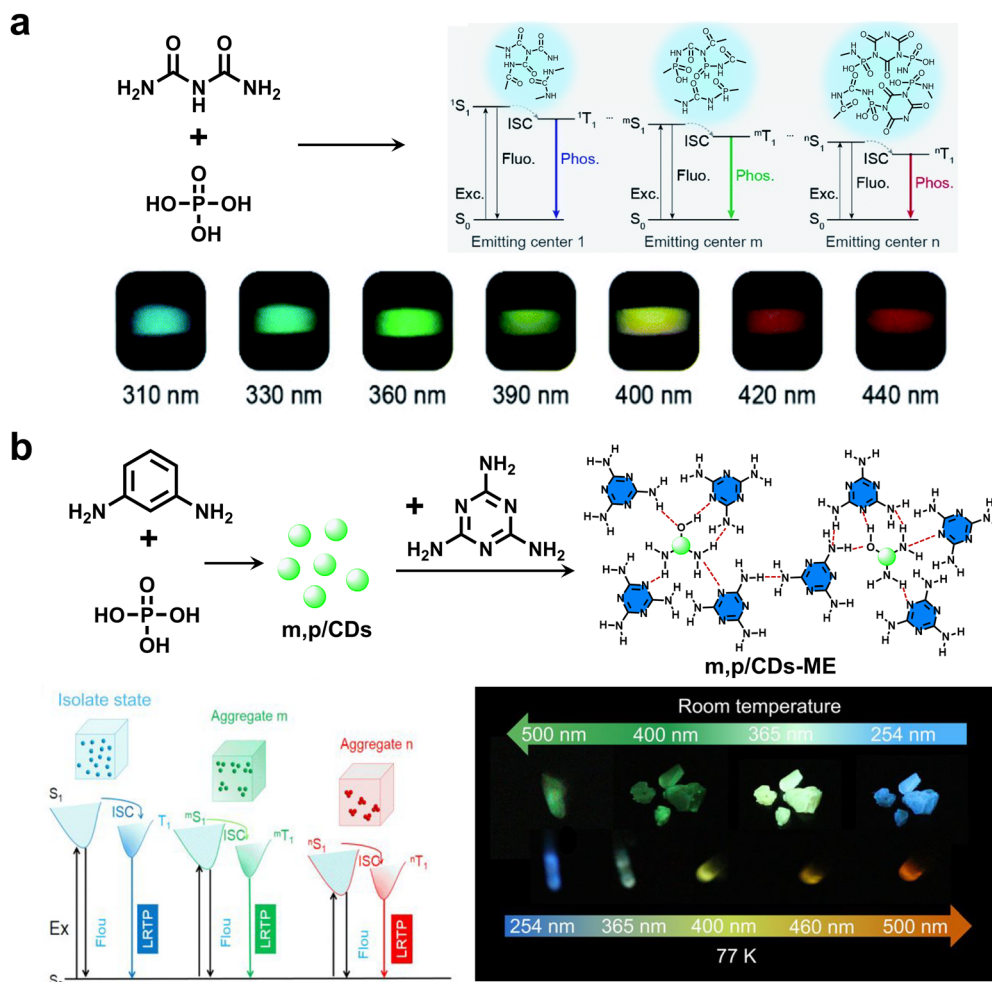 a
O O
H₂N N H NH₂
+
O
HO P OH
OH
¹S₁ ISC ¹T₁ ... ᵐS₁ ISC ᵐT₁ ... ⁿS₁ ISC ⁿT₁
Fluo. Phos. Fluo. Phos. Fluo. Phos.
Exc. Exc. Exc.
S₀ S₀ S₀
Emitting center 1 Emitting center m Emitting center n
310 nm 330 nm 360 nm 390 nm 400 nm 420 nm 440 nm
b
H₂N NH₂
+
O
HO P OH
OH
m,p/CDs
+
NH₂
N N
H₂N N NH₂
m,p/CDs-ME
Isolate state
Aggregate m
Aggregate n
S₁ ISC T₁
ᵐS₁ ISC ᵐT₁
ⁿS₁ ISC ⁿT₁
Ex
Flou LRTP Flou LRTP Flou LRTP
Room temperature
500 nm 400 nm 365 nm 254 nm
254 nm 365 nm 400 nm 460 nm 500 nm
77 K